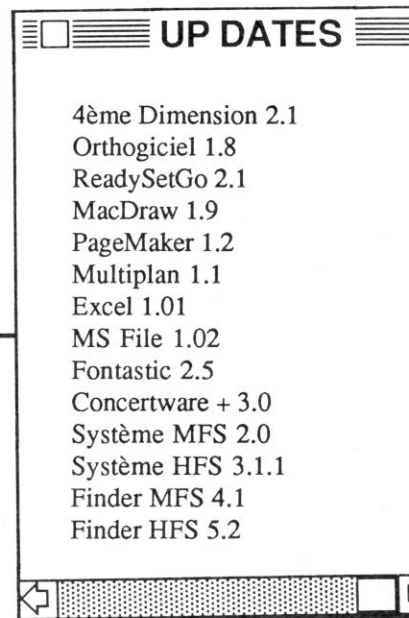 UP DATES
4ème Dimension 2.1
Orthogiciel 1.8
ReadySetGo 2.1
MacDraw 1.9
PageMaker 1.2
Multiplan 1.1
Excel 1.01
MS File 1.02
Fontastic 2.5
Concertware + 3.0
Système MFS 2.0
Système HFS 3.1.1
Finder MFS 4.1
Finder HFS 5.2